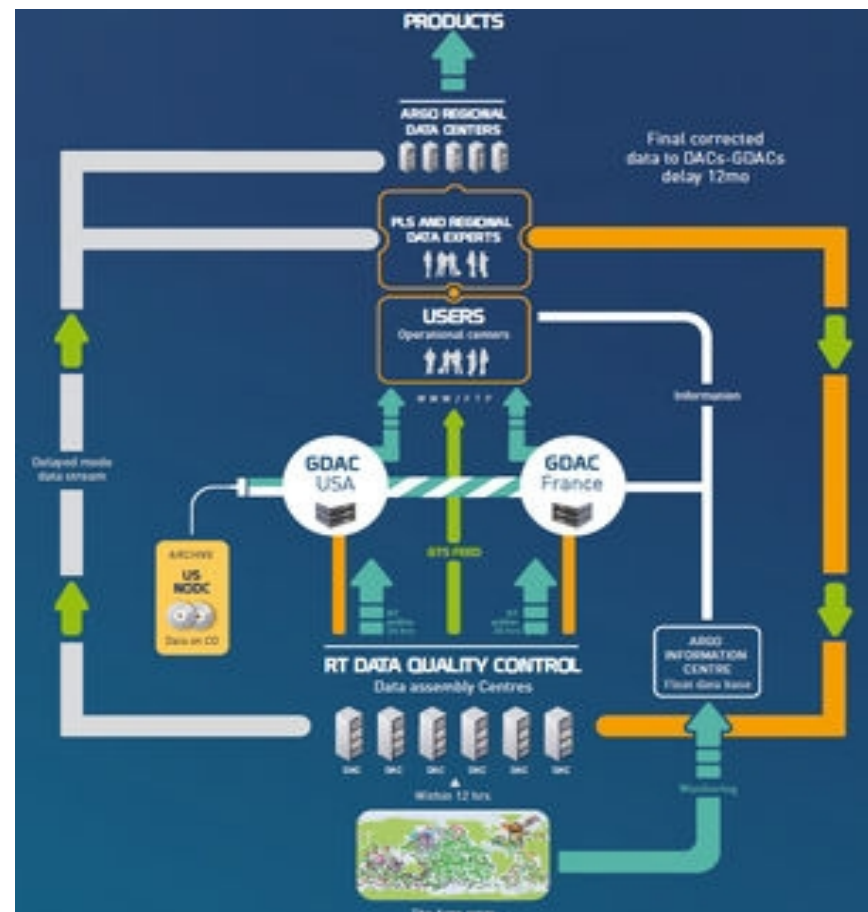 PRODUCTS
ARGO REGIONAL
DATA CENTERS
Final corrected
data to DACs-GDACs
delay 12mo
PI,S AND REGIONAL
DATA EXPERTS
USERS
Operational centers
WWW/FTP
Information
GDAC
USA
GDAC
France
Delayed mode
data stream
GTS FEED
ARCHIVE
US
NODC
Data on CD
RT DATA QUALITY CONTROL
Data assembly Centres
ARGO
INFORMATION
CENTRE
Float data base
DAC DAC DAC DAC DAC DAC
Within 12 hrs
Monitoring